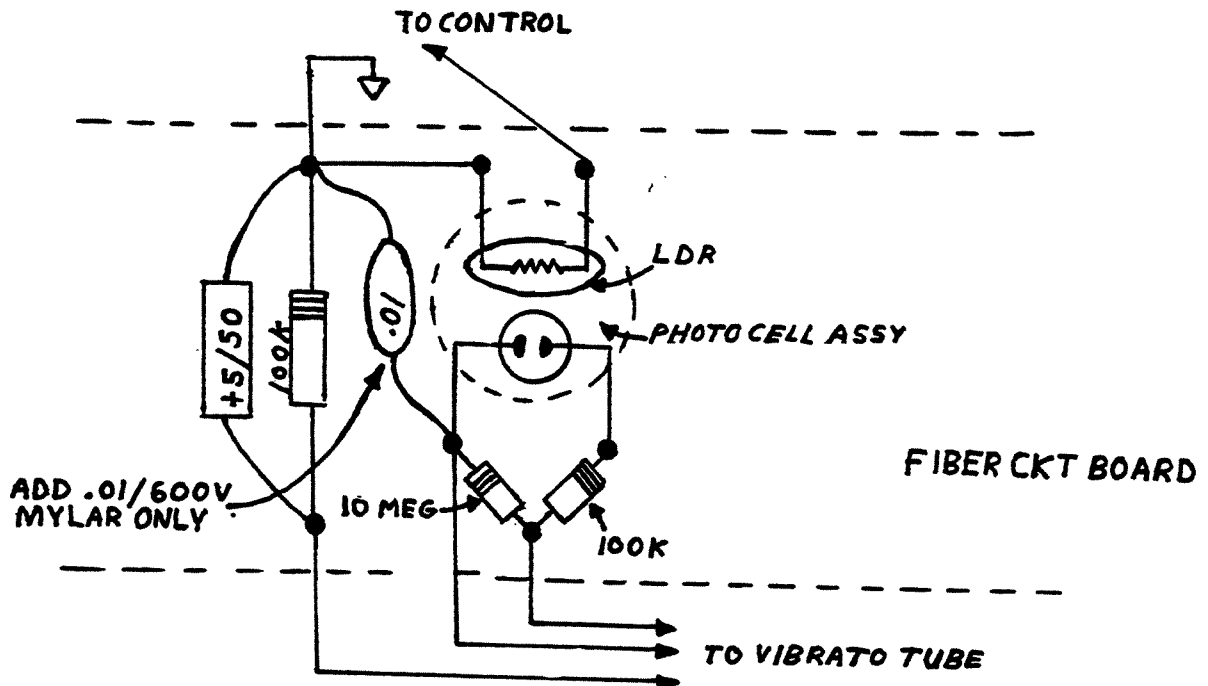 TO CONTROL
LDR
PHOTO CELL ASSY
+5/50
100K
.01
FIBER CKT BOARD
ADD .01/600V
MYLAR ONLY
10 MEG
100K
TO VIBRATO TUBE